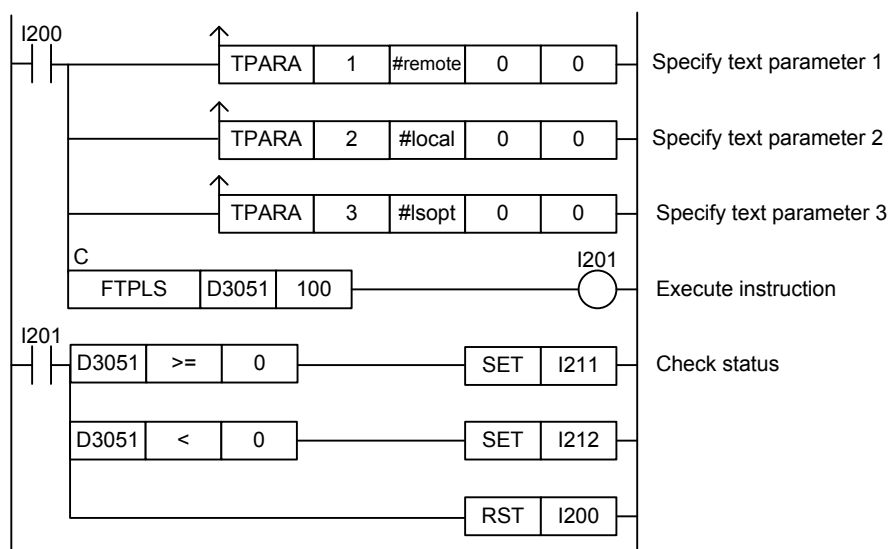 I200
TPARA 1 #remote 0 0 Specify text parameter 1
TPARA 2 #local 0 0 Specify text parameter 2
TPARA 3 #lsopt 0 0 Specify text parameter 3
C I201
FTPLS D3051 100 Execute instruction
I201
D3051 >= 0 SET I211 Check status
D3051 < 0 SET I212
RST I200